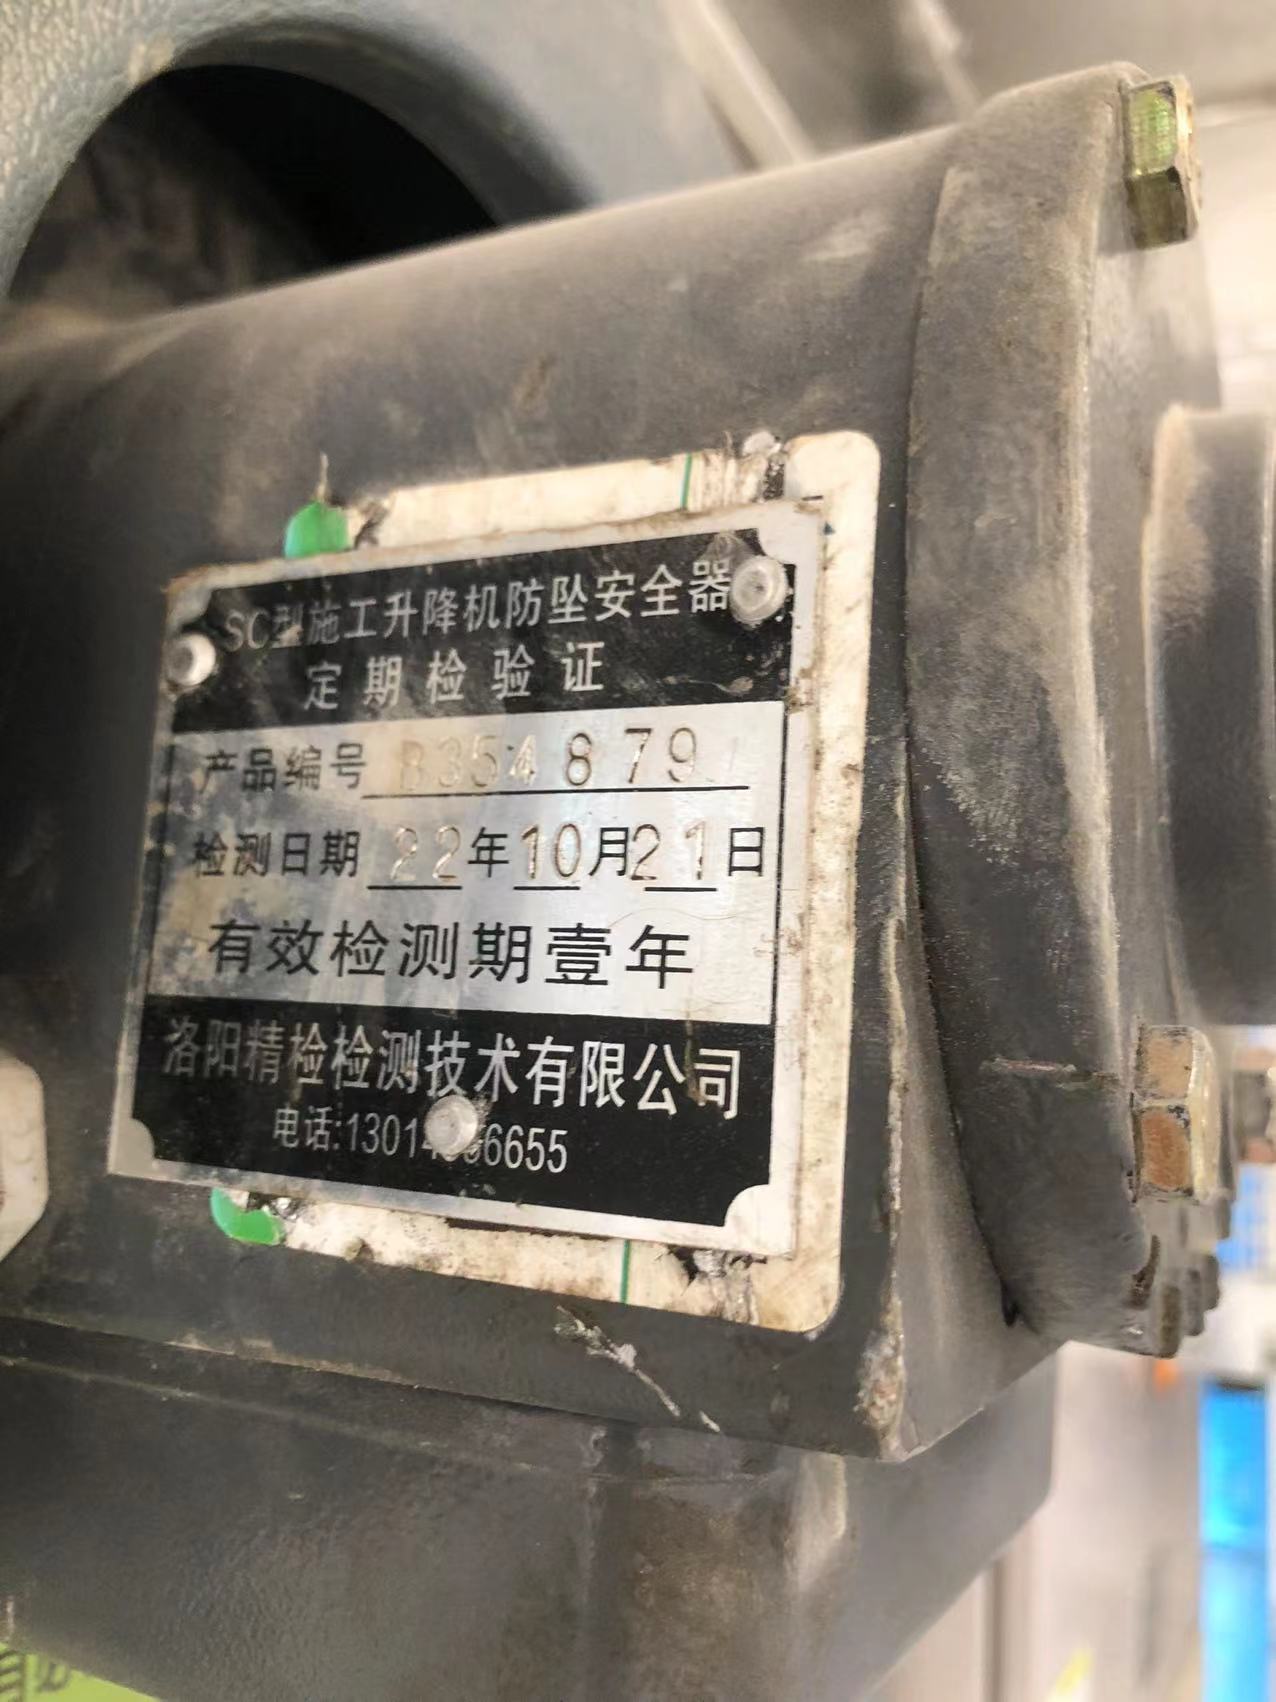 SC型施工升降机防坠安全器
定期检验证
产品编号 B354879
检测日期 22年10月21日
有效检测期壹年
洛阳精检检测技术有限公司
电话: